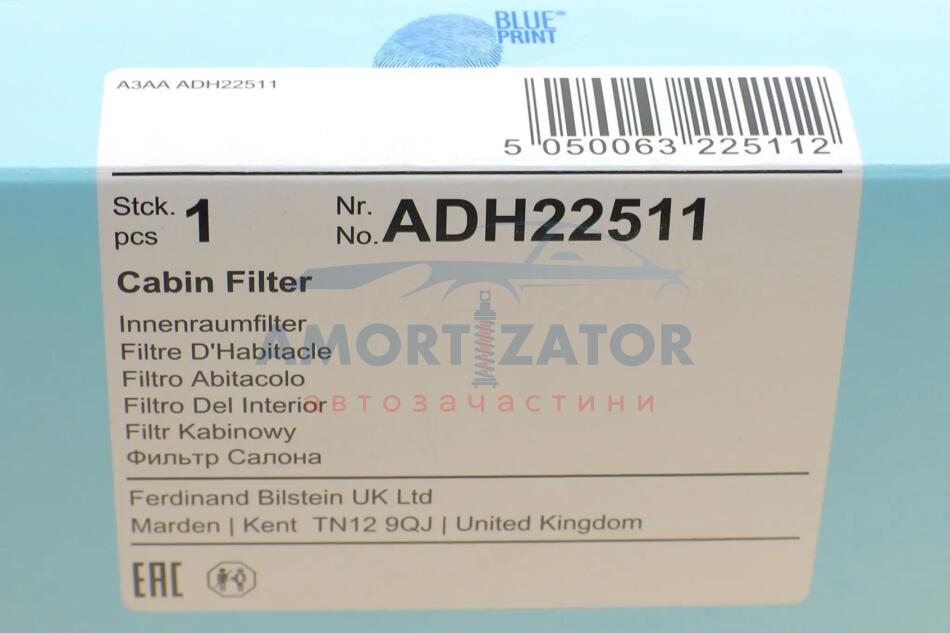 BLUE
PRINT
A3AA ADH22511
5 050063 225112
Stck.
pcs
1
Nr.
No.
ADH22511
Cabin Filter
Innenraumfilter
Filtre D'Habitacle
Filtro Abitacolo
Filtro Del Interior
Filtr Kabinowy
Фильтр Салона
AMORTIZATOR
автозачастини
Ferdinand Bilstein UK Ltd
Marden | Kent TN12 9QJ | United Kingdom
EAC